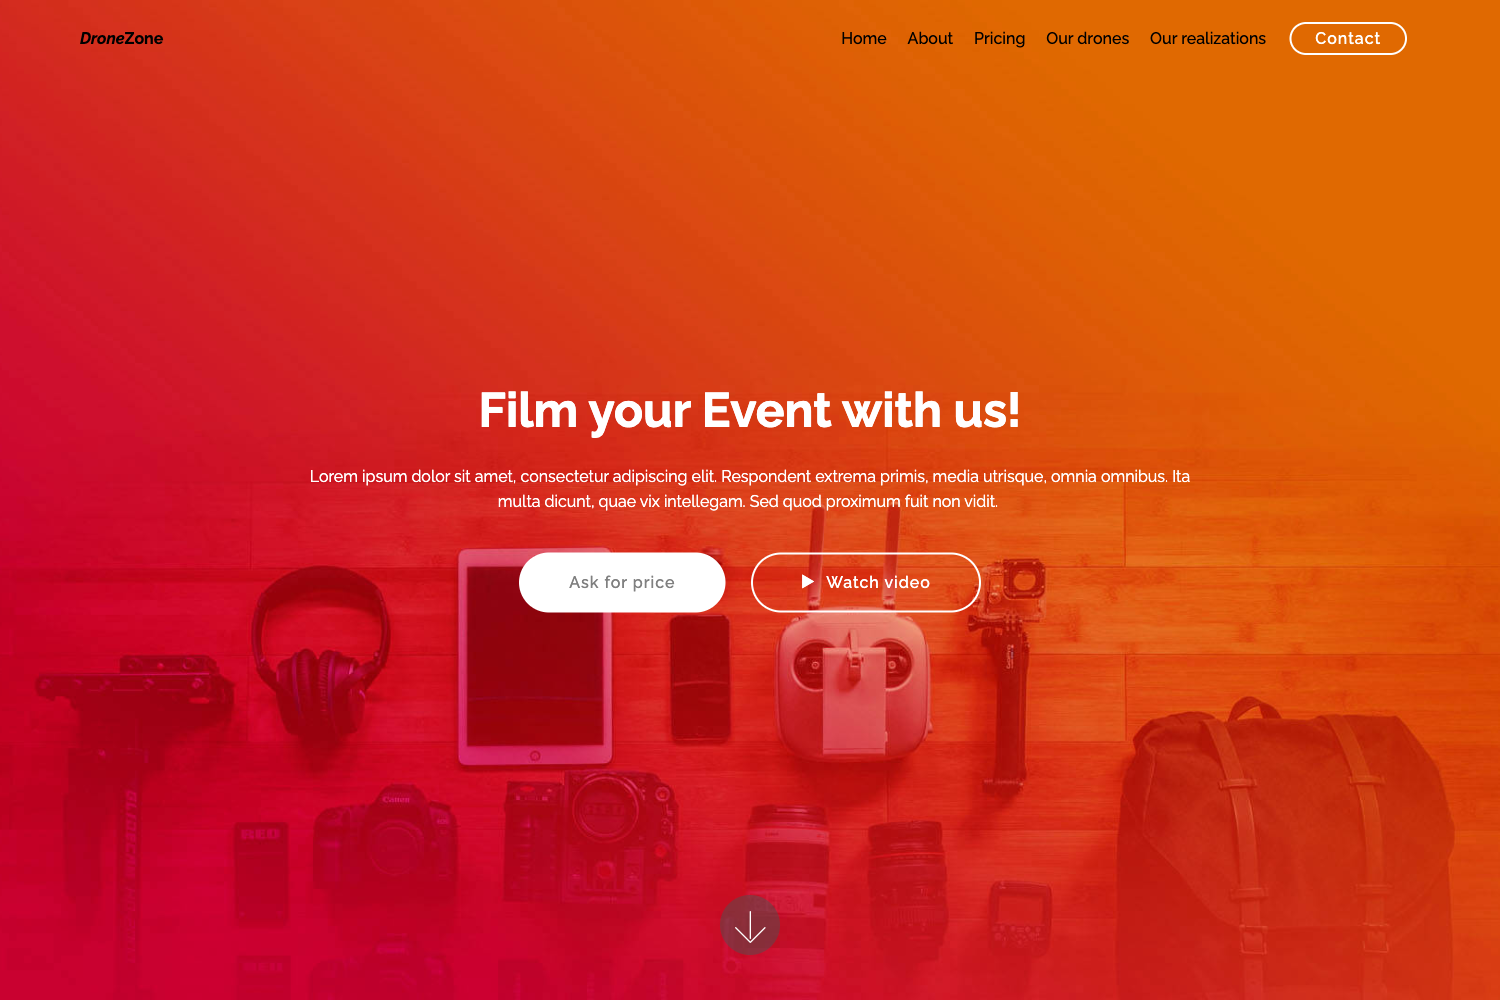 DroneZone
Home About Pricing Our drones Our realizations Contact
Film your Event with us!
Lorem ipsum dolor sit amet, consectetur adipiscing elit. Respondent extrema primis, media utrisque, omnia omnibus. Ita
multa dicunt, quae vix intellegam. Sed quod proximum fuit non vidit.
Ask for price
Watch video
Canon
RED